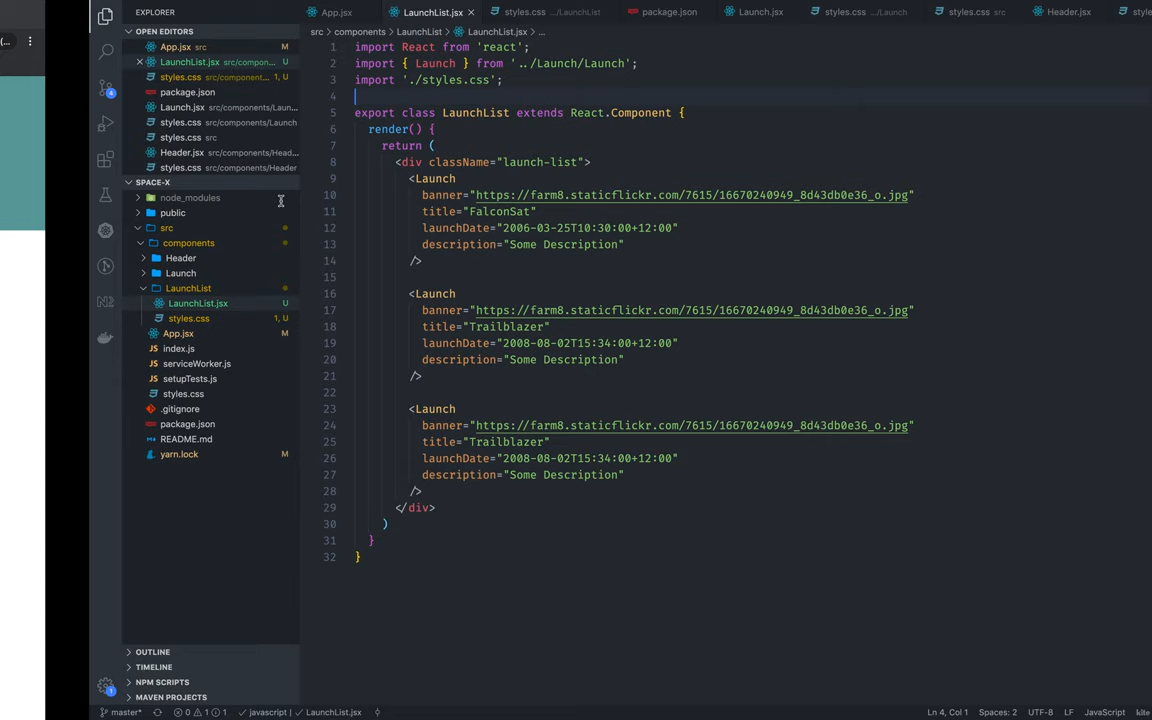 (...
EXPLORER
OPEN EDITORS
App.jsx src M
LaunchList.jsx src/compon... U
styles.css src/component... 1, U
package.json
Launch.jsx src/components/Laun...
styles.css src/components/Launch
styles.css src
Header.jsx src/components/Head...
styles.css src/components/Header
SPACE-X
node_modules
public
src
components
Header
Launch
LaunchList
LaunchList.jsx U
styles.css 1, U
App.jsx M
index.js
serviceWorker.js
setupTests.js
styles.css
.gitignore
package.json
README.md
yarn.lock M
OUTLINE
TIMELINE
NPM SCRIPTS
MAVEN PROJECTS
4
1
App.jsx LaunchList.jsx styles.css .../LaunchList package.json Launch.jsx styles.css .../Launch styles.css src Header.jsx style
src > components > LaunchList > LaunchList.jsx > ...
1 import React from 'react';
2 import { Launch } from '../Launch/Launch';
3 import './styles.css';
4
5 export class LaunchList extends React.Component {
6 render() {
7 return (
8 <div className="launch-list">
9 <Launch
10 banner="https://farm8.staticflickr.com/7615/16670240949_8d43db0e36_o.jpg"
11 title="FalconSat"
12 launchDate="2006-03-25T10:30:00+12:00"
13 description="Some Description"
14 />
15
16 <Launch
17 banner="https://farm8.staticflickr.com/7615/16670240949_8d43db0e36_o.jpg"
18 title="Trailblazer"
19 launchDate="2008-08-02T15:34:00+12:00"
20 description="Some Description"
21 />
22
23 <Launch
24 banner="https://farm8.staticflickr.com/7615/16670240949_8d43db0e36_o.jpg"
25 title="Trailblazer"
26 launchDate="2008-08-02T15:34:00+12:00"
27 description="Some Description"
28 />
29 </div>
30 )
31 }
32 }
master* 0 1 1 javascript | LaunchList.jsx Ln 4, Col 1 Spaces: 2 UTF-8 LF JavaScript kite